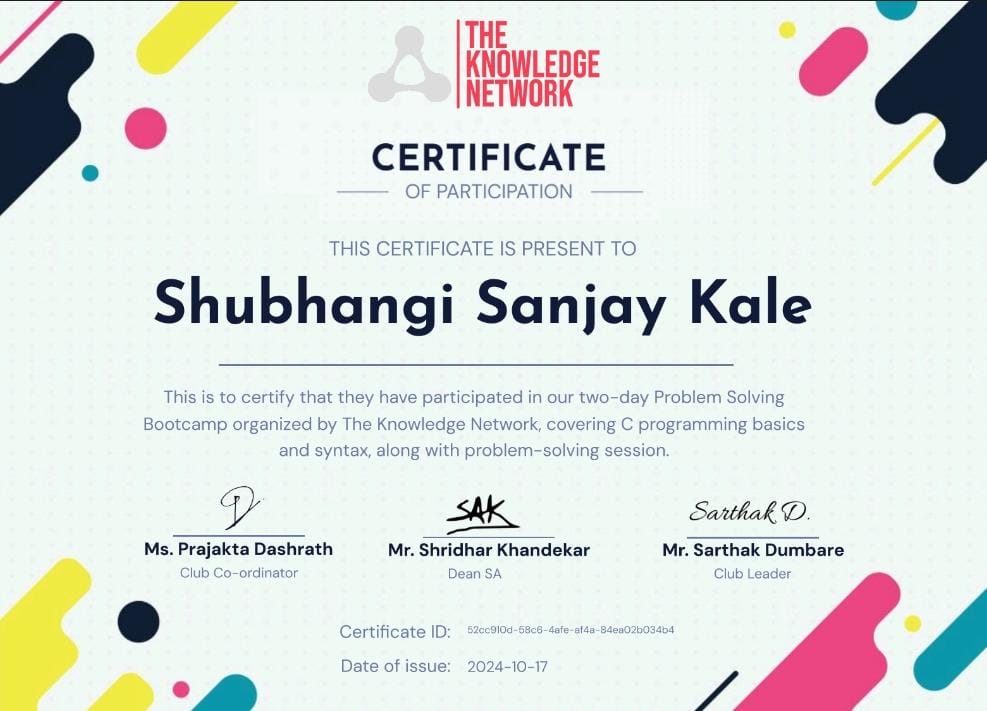 THE
KNOWLEDGE
NETWORK
CERTIFICATE
OF PARTICIPATION
THIS CERTIFICATE IS PRESENT TO
Shubhangi Sanjay Kale
This is to certify that they have participated in our two-day Problem Solving
Bootcamp organized by The Knowledge Network, covering C programming basics
and syntax, along with problem-solving session.
SAK
Sarthak D.
Ms. Prajakta Dashrath
Mr. Shridhar Khandekar
Mr. Sarthak Dumbare
Club Co-ordinator
Dean SA
Club Leader
Certificate ID: 52cc910d-58c6-4afe-af4a-84ea02b034b4
Date of issue: 2024-10-17